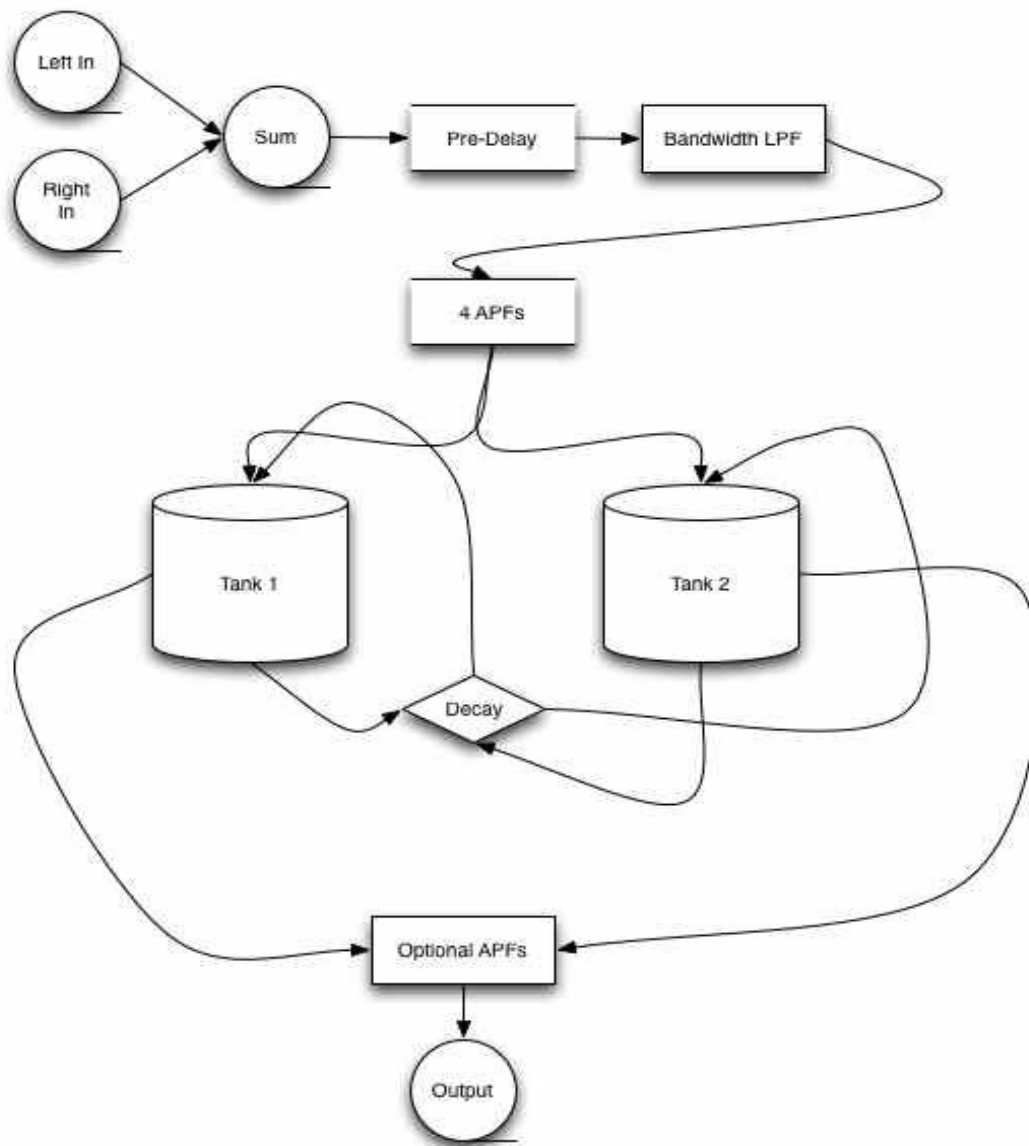 Left In
Right
In
Sum
Pre-Delay
Bandwidth LPF
4 APFs
Tank 1
Tank 2
Decay
Optional APFs
Output